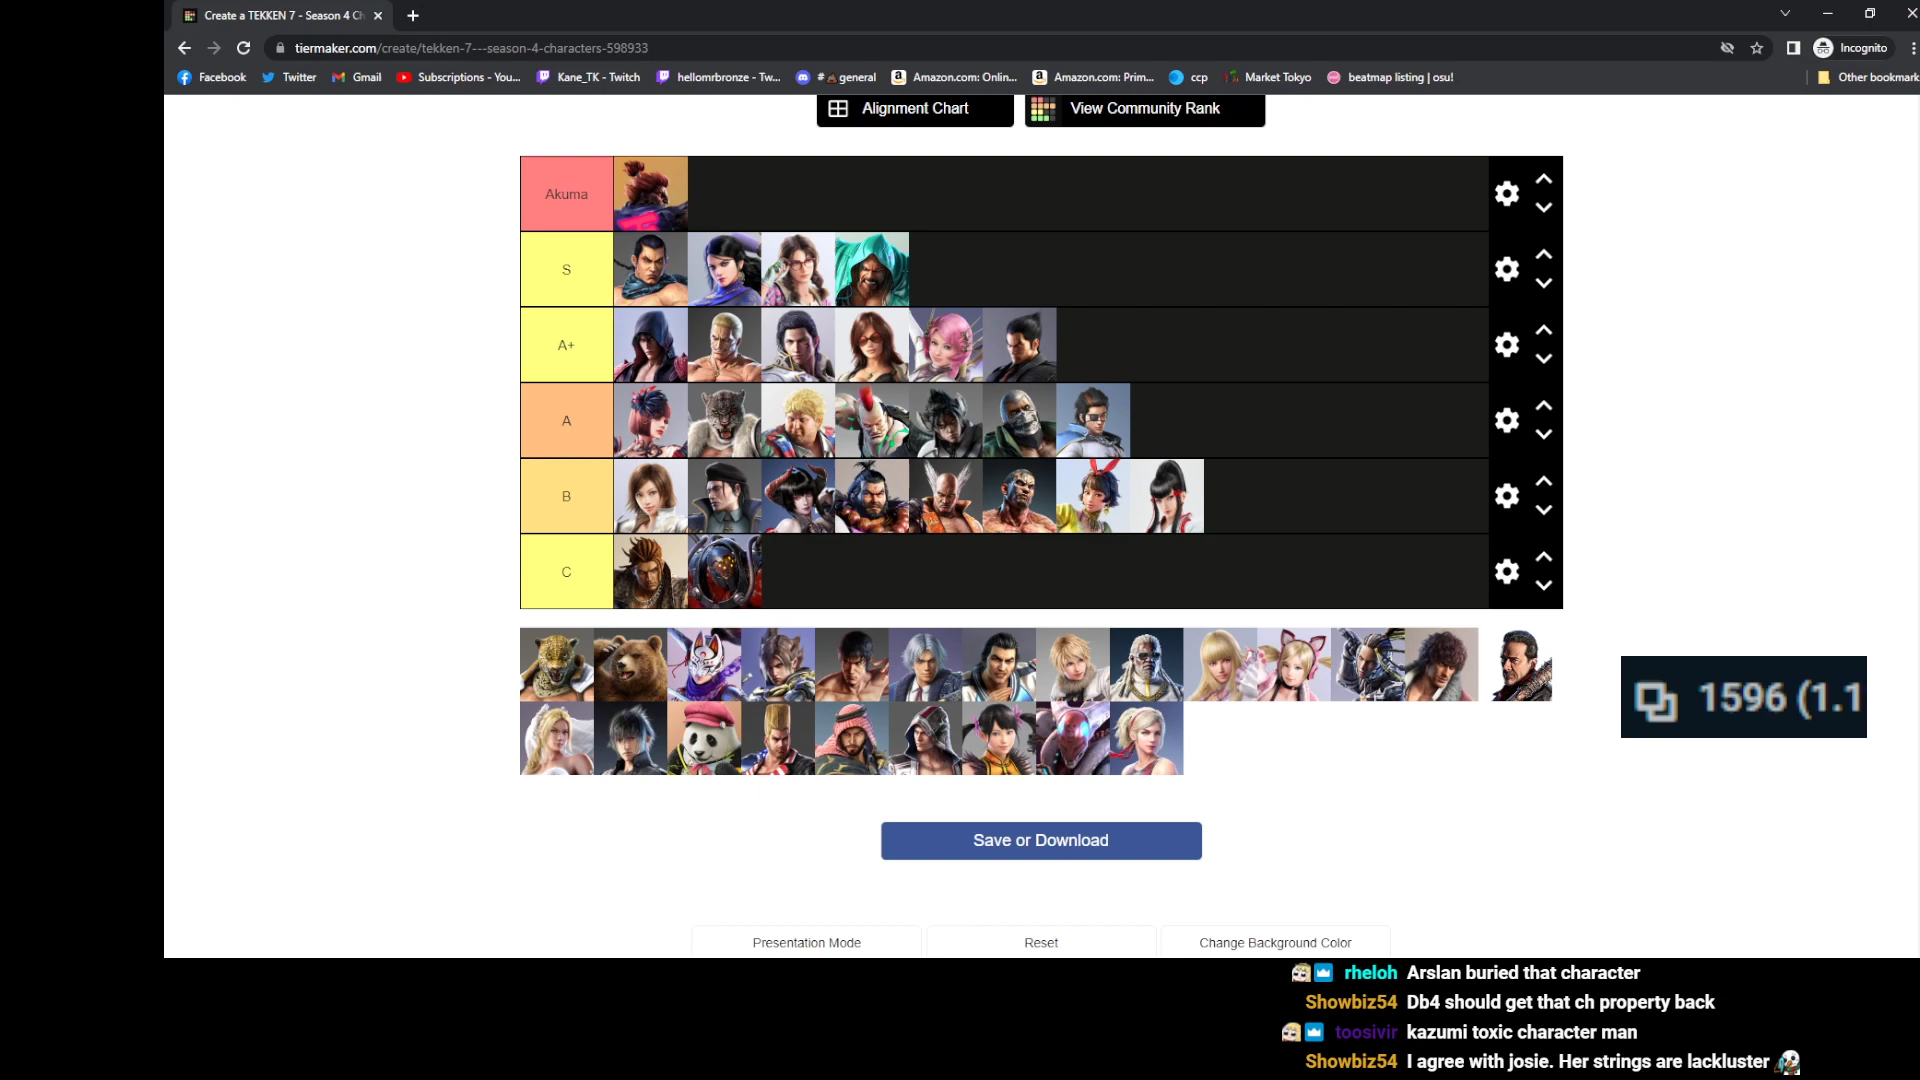 Create a TEKKEN 7 - Season 4 Ch
tiermaker.com/create/tekken-7---season-4-characters-598933
Incognito
Facebook
Twitter
Gmail
Subscriptions - You...
Kane_TK - Twitch
hellomrbronze - Tw...
general
Amazon.com: Onlin...
Amazon.com: Prim...
ccp
Market Tokyo
beatmap listing | osu!
Other bookmark
Alignment Chart
View Community Rank
Akuma
S
A+
A
B
C
1596 (1.1
Save or Download
Presentation Mode
Reset
Change Background Color
rheloh Arslan buried that character
Showbiz54 Db4 should get that ch property back
toosivir kazumi toxic character man
Showbiz54 I agree with josie. Her strings are lackluster